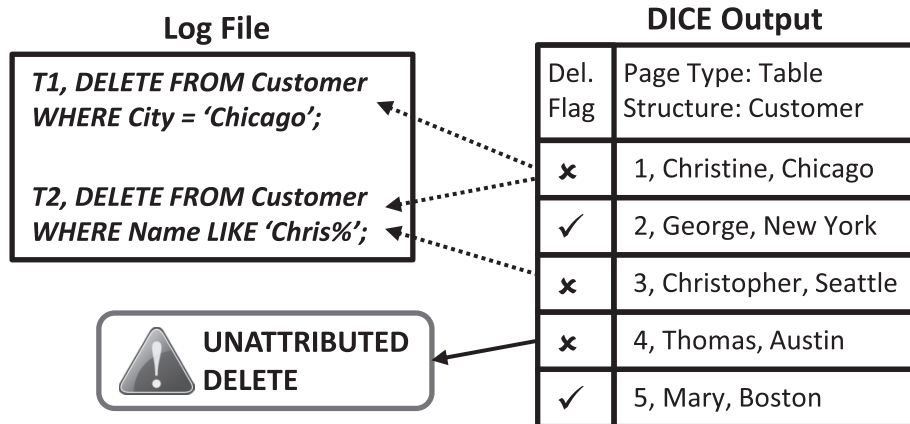 Log File
T1, DELETE FROM Customer
WHERE City = ‘Chicago’;
T2, DELETE FROM Customer
WHERE Name LIKE ‘Chris%’;
UNATTRIBUTED
DELETE
DICE Output
Del. Flag
Page Type: Table
Structure: Customer
✗ 1, Christine, Chicago
✓ 2, George, New York
✗ 3, Christopher, Seattle
✗ 4, Thomas, Austin
✓ 5, Mary, Boston